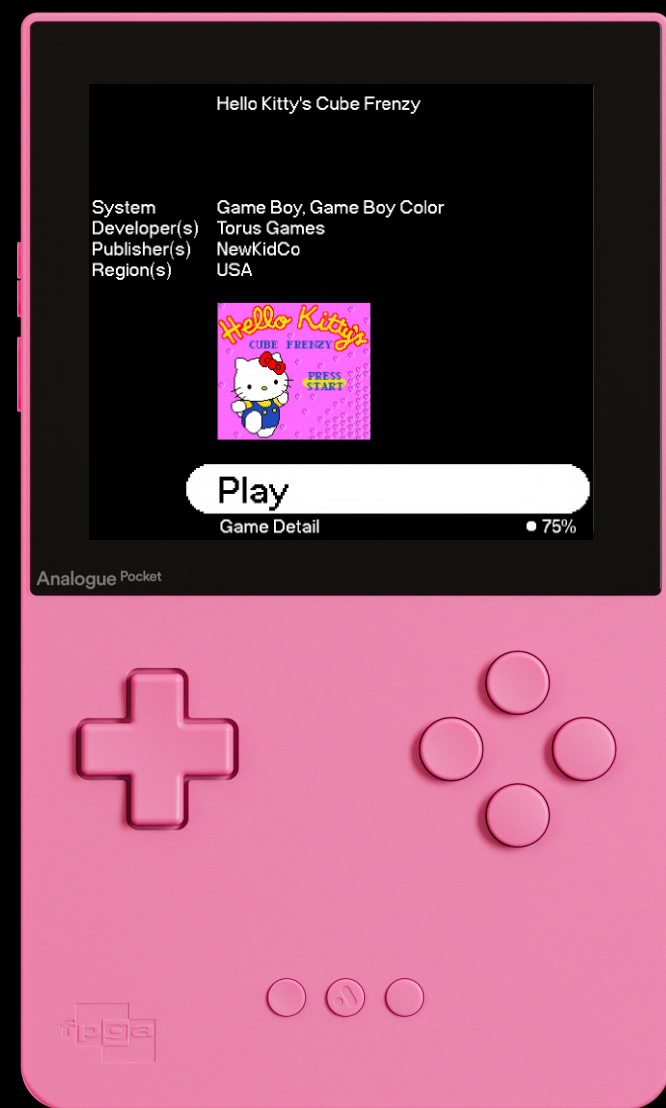 Hello Kitty's Cube Frenzy
System Game Boy, Game Boy Color
Developer(s) Torus Games
Publisher(s) NewKidCo
Region(s) USA
Hello Kitty's
CUBE FRENZY
PRESS
START
Play
Game Detail 75%
Analogue Pocket
fpga